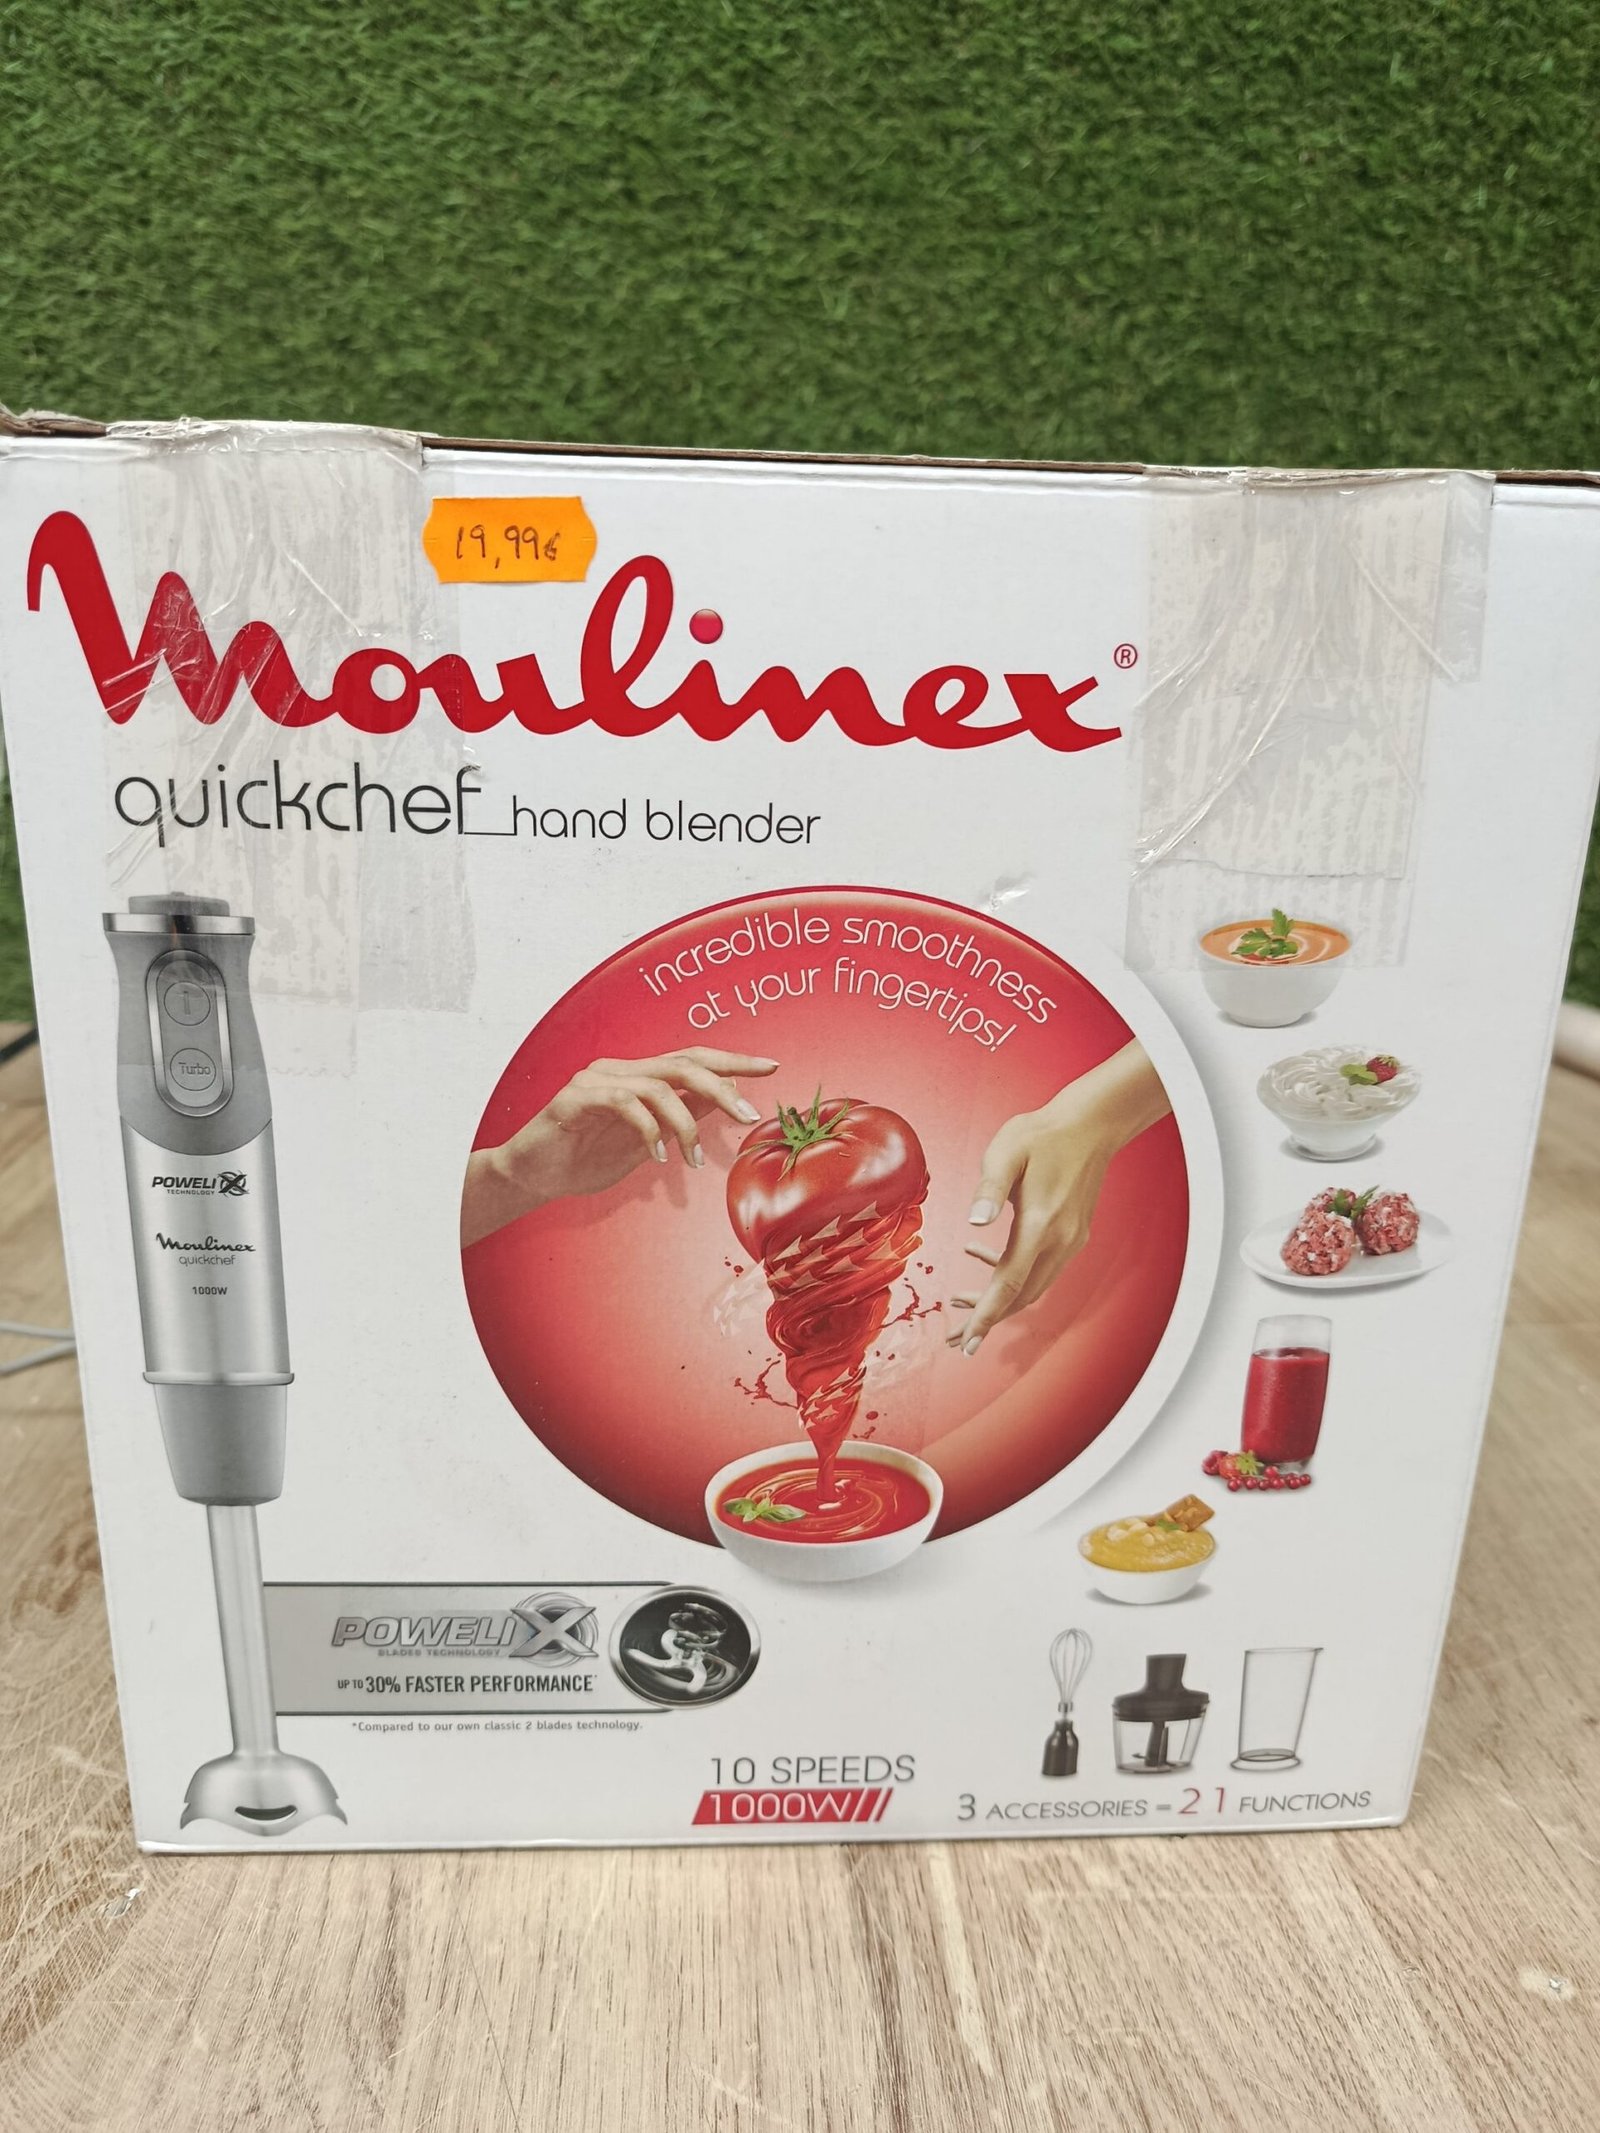 19,99€
Moulinex®
quickchef hand blender
incredible smoothness
at your fingertips!
Turbo
POWELIX
TECHNOLOGY
Moulinex
quickchef
1000W
POWELIX
BLADES TECHNOLOGY
UP TO 30% FASTER PERFORMANCE*
*Compared to our own classic 2 blades technology.
10 SPEEDS
1000W
3 ACCESSORIES = 21 FUNCTIONS